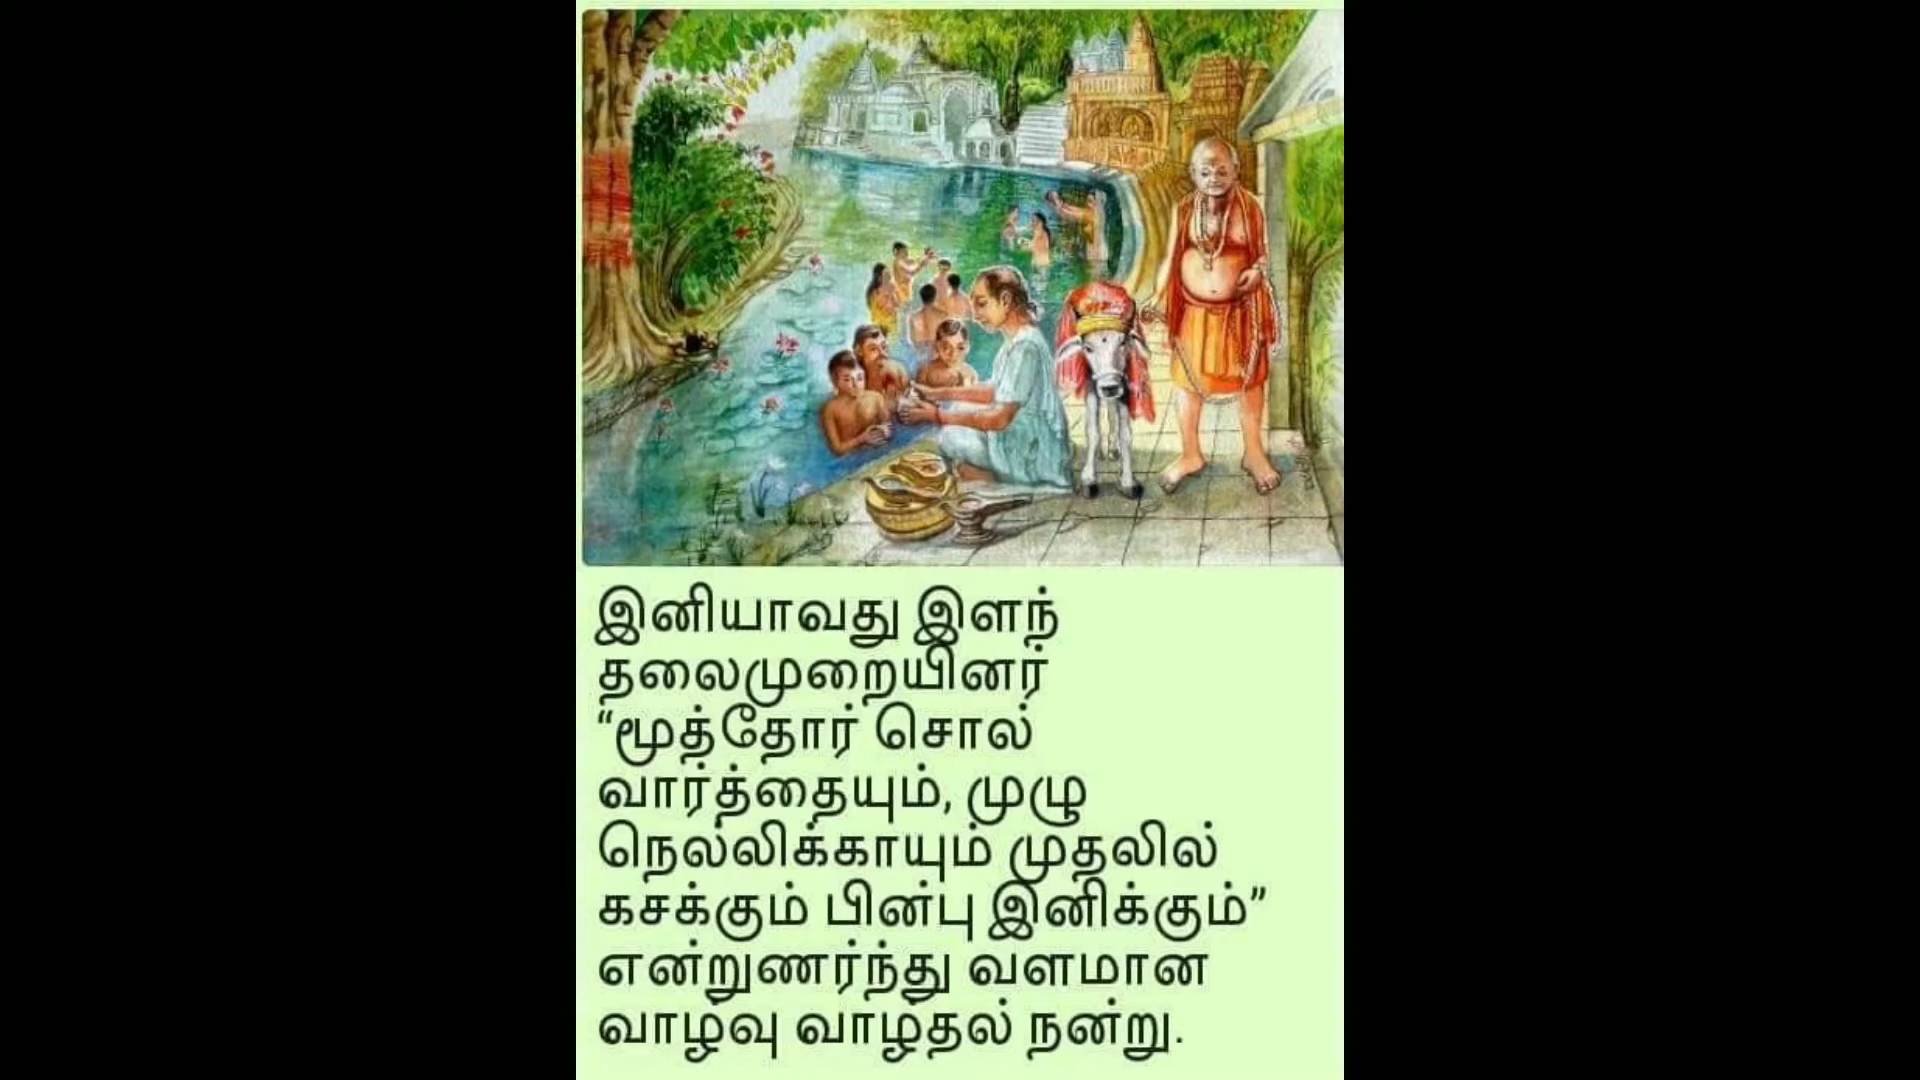 இனியாவது இளந்
தலைமுறையினர்
“மூத்தோர் சொல்
வார்த்தையும், முழு
நெல்லிக்காயும் முதலில்
கசக்கும் பின்பு இனிக்கும்”
என்றுணர்ந்து வளமான
வாழ்வு வாழ்தல் நன்று.